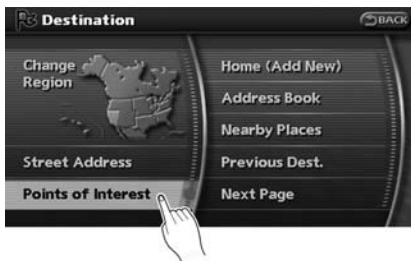 Destination
BACK
Change
Region
Street Address
Points of Interest
Home (Add New)
Address Book
Nearby Places
Previous Dest.
Next Page